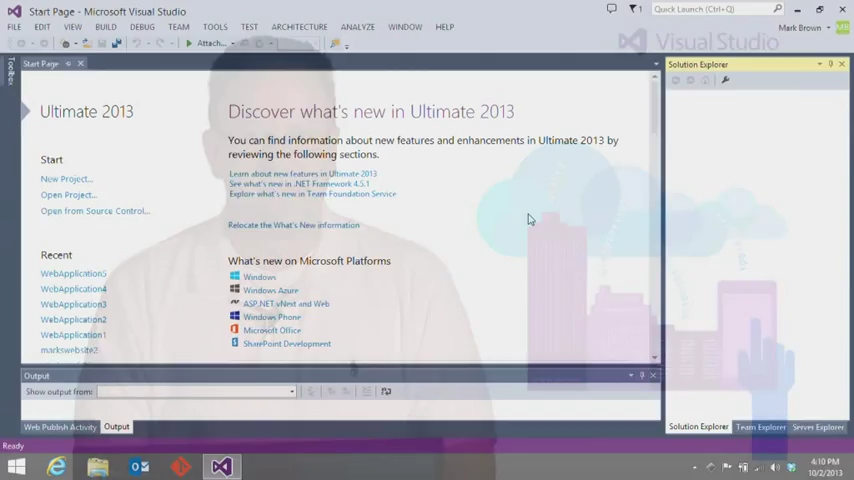 Start Page - Microsoft Visual Studio
1
Quick Launch (Ctrl+Q)
FILE EDIT VIEW BUILD DEBUG TEAM TOOLS TEST ARCHITECTURE ANALYZE WINDOW HELP
Mark Brown
MB
Attach...
Visual Studio
Toolbox
Start Page
Solution Explorer
Ultimate 2013
Discover what's new in Ultimate 2013
You can find information about new features and enhancements in Ultimate 2013 by
reviewing the following sections.
Start
Learn about new features in Ultimate 2013
New Project...
See what's new in .NET Framework 4.5.1
Open Project...
Explore what's new in Team Foundation Service
Open from Source Control...
Relocate the What's New information
Recent
What's new on Microsoft Platforms
WebApplication5
Windows
WebApplication4
Windows Azure
WebApplication3
ASP.NET vNext and Web
WebApplication2
Windows Phone
WebApplication1
Microsoft Office
markswebsite2
SharePoint Development
Output
Show output from:
Web Publish Activity Output
Solution Explorer Team Explorer Server Explorer
Ready
4:10 PM
10/2/2013